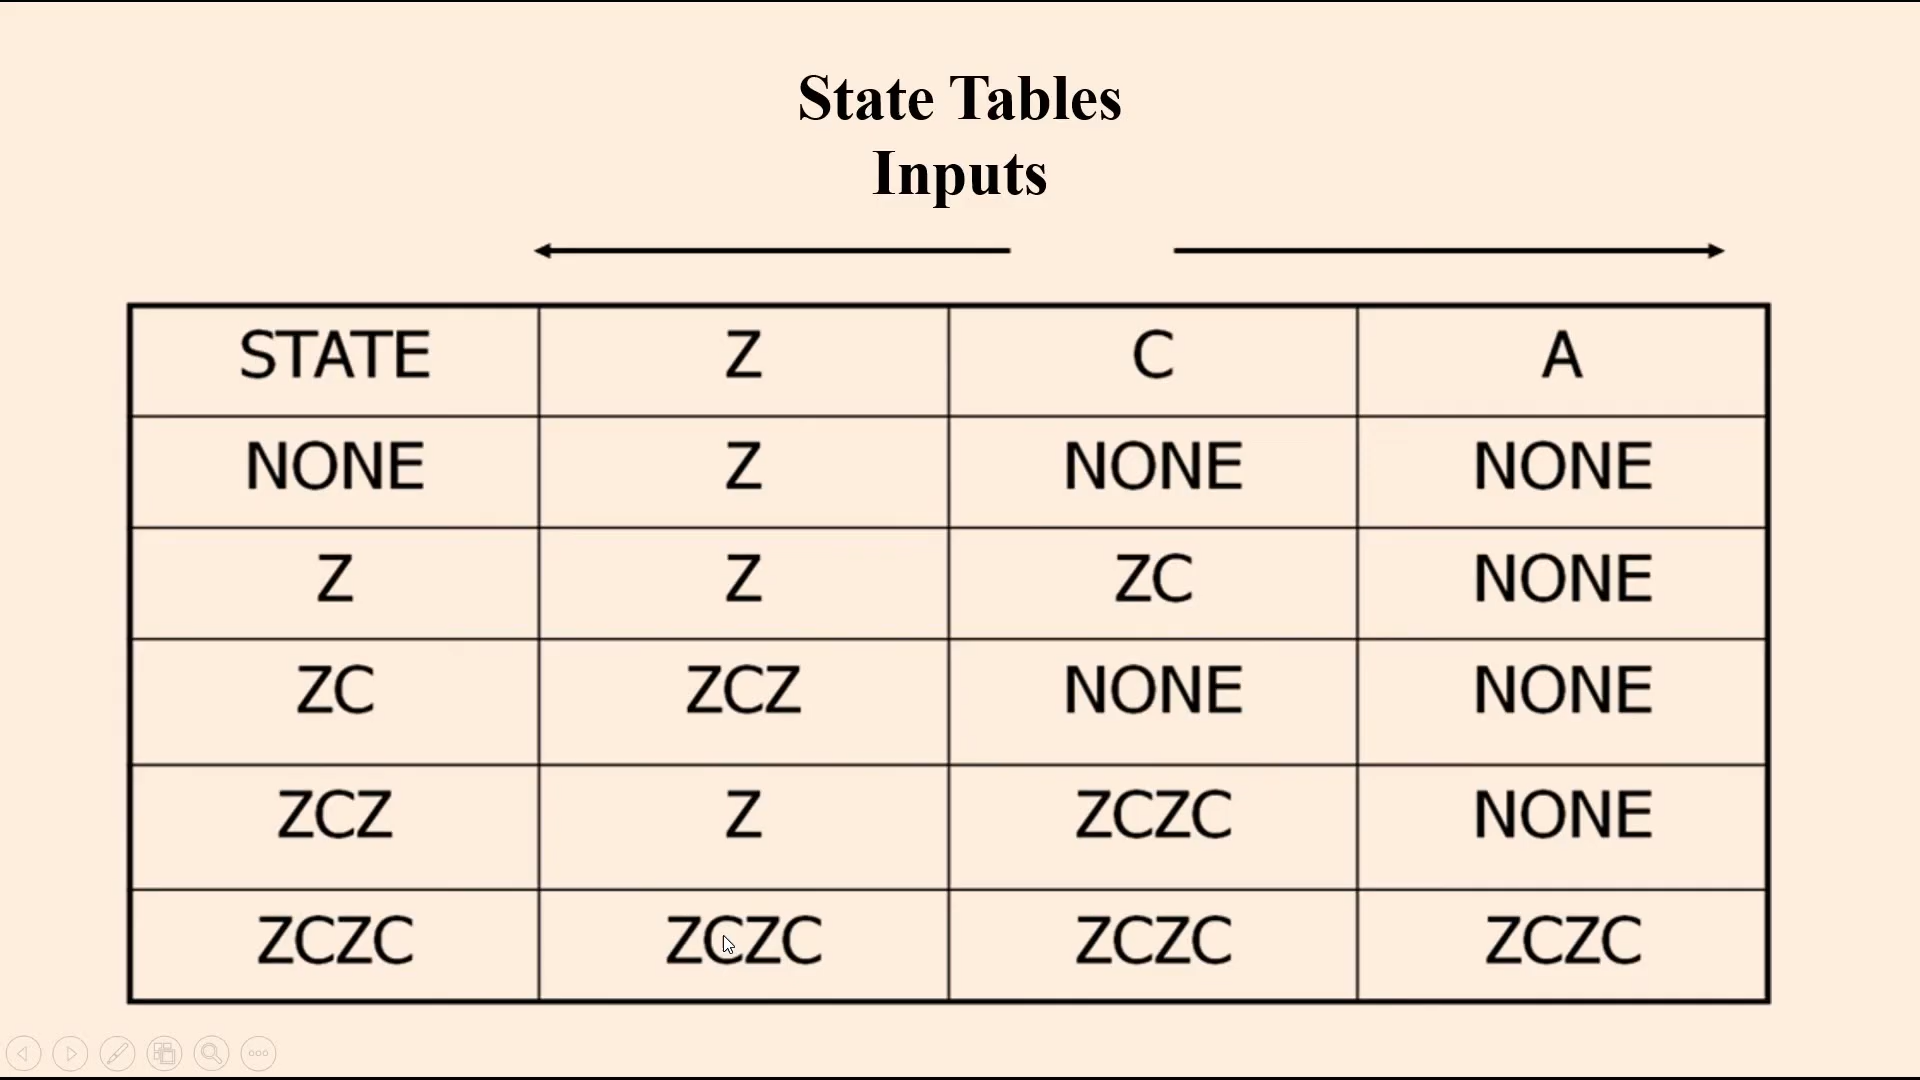 State Tables
Inputs
STATE Z C A
NONE Z NONE NONE
Z Z ZC NONE
ZC ZCZ NONE NONE
ZCZ Z ZCZC NONE
ZCZC ZCZC ZCZC ZCZC